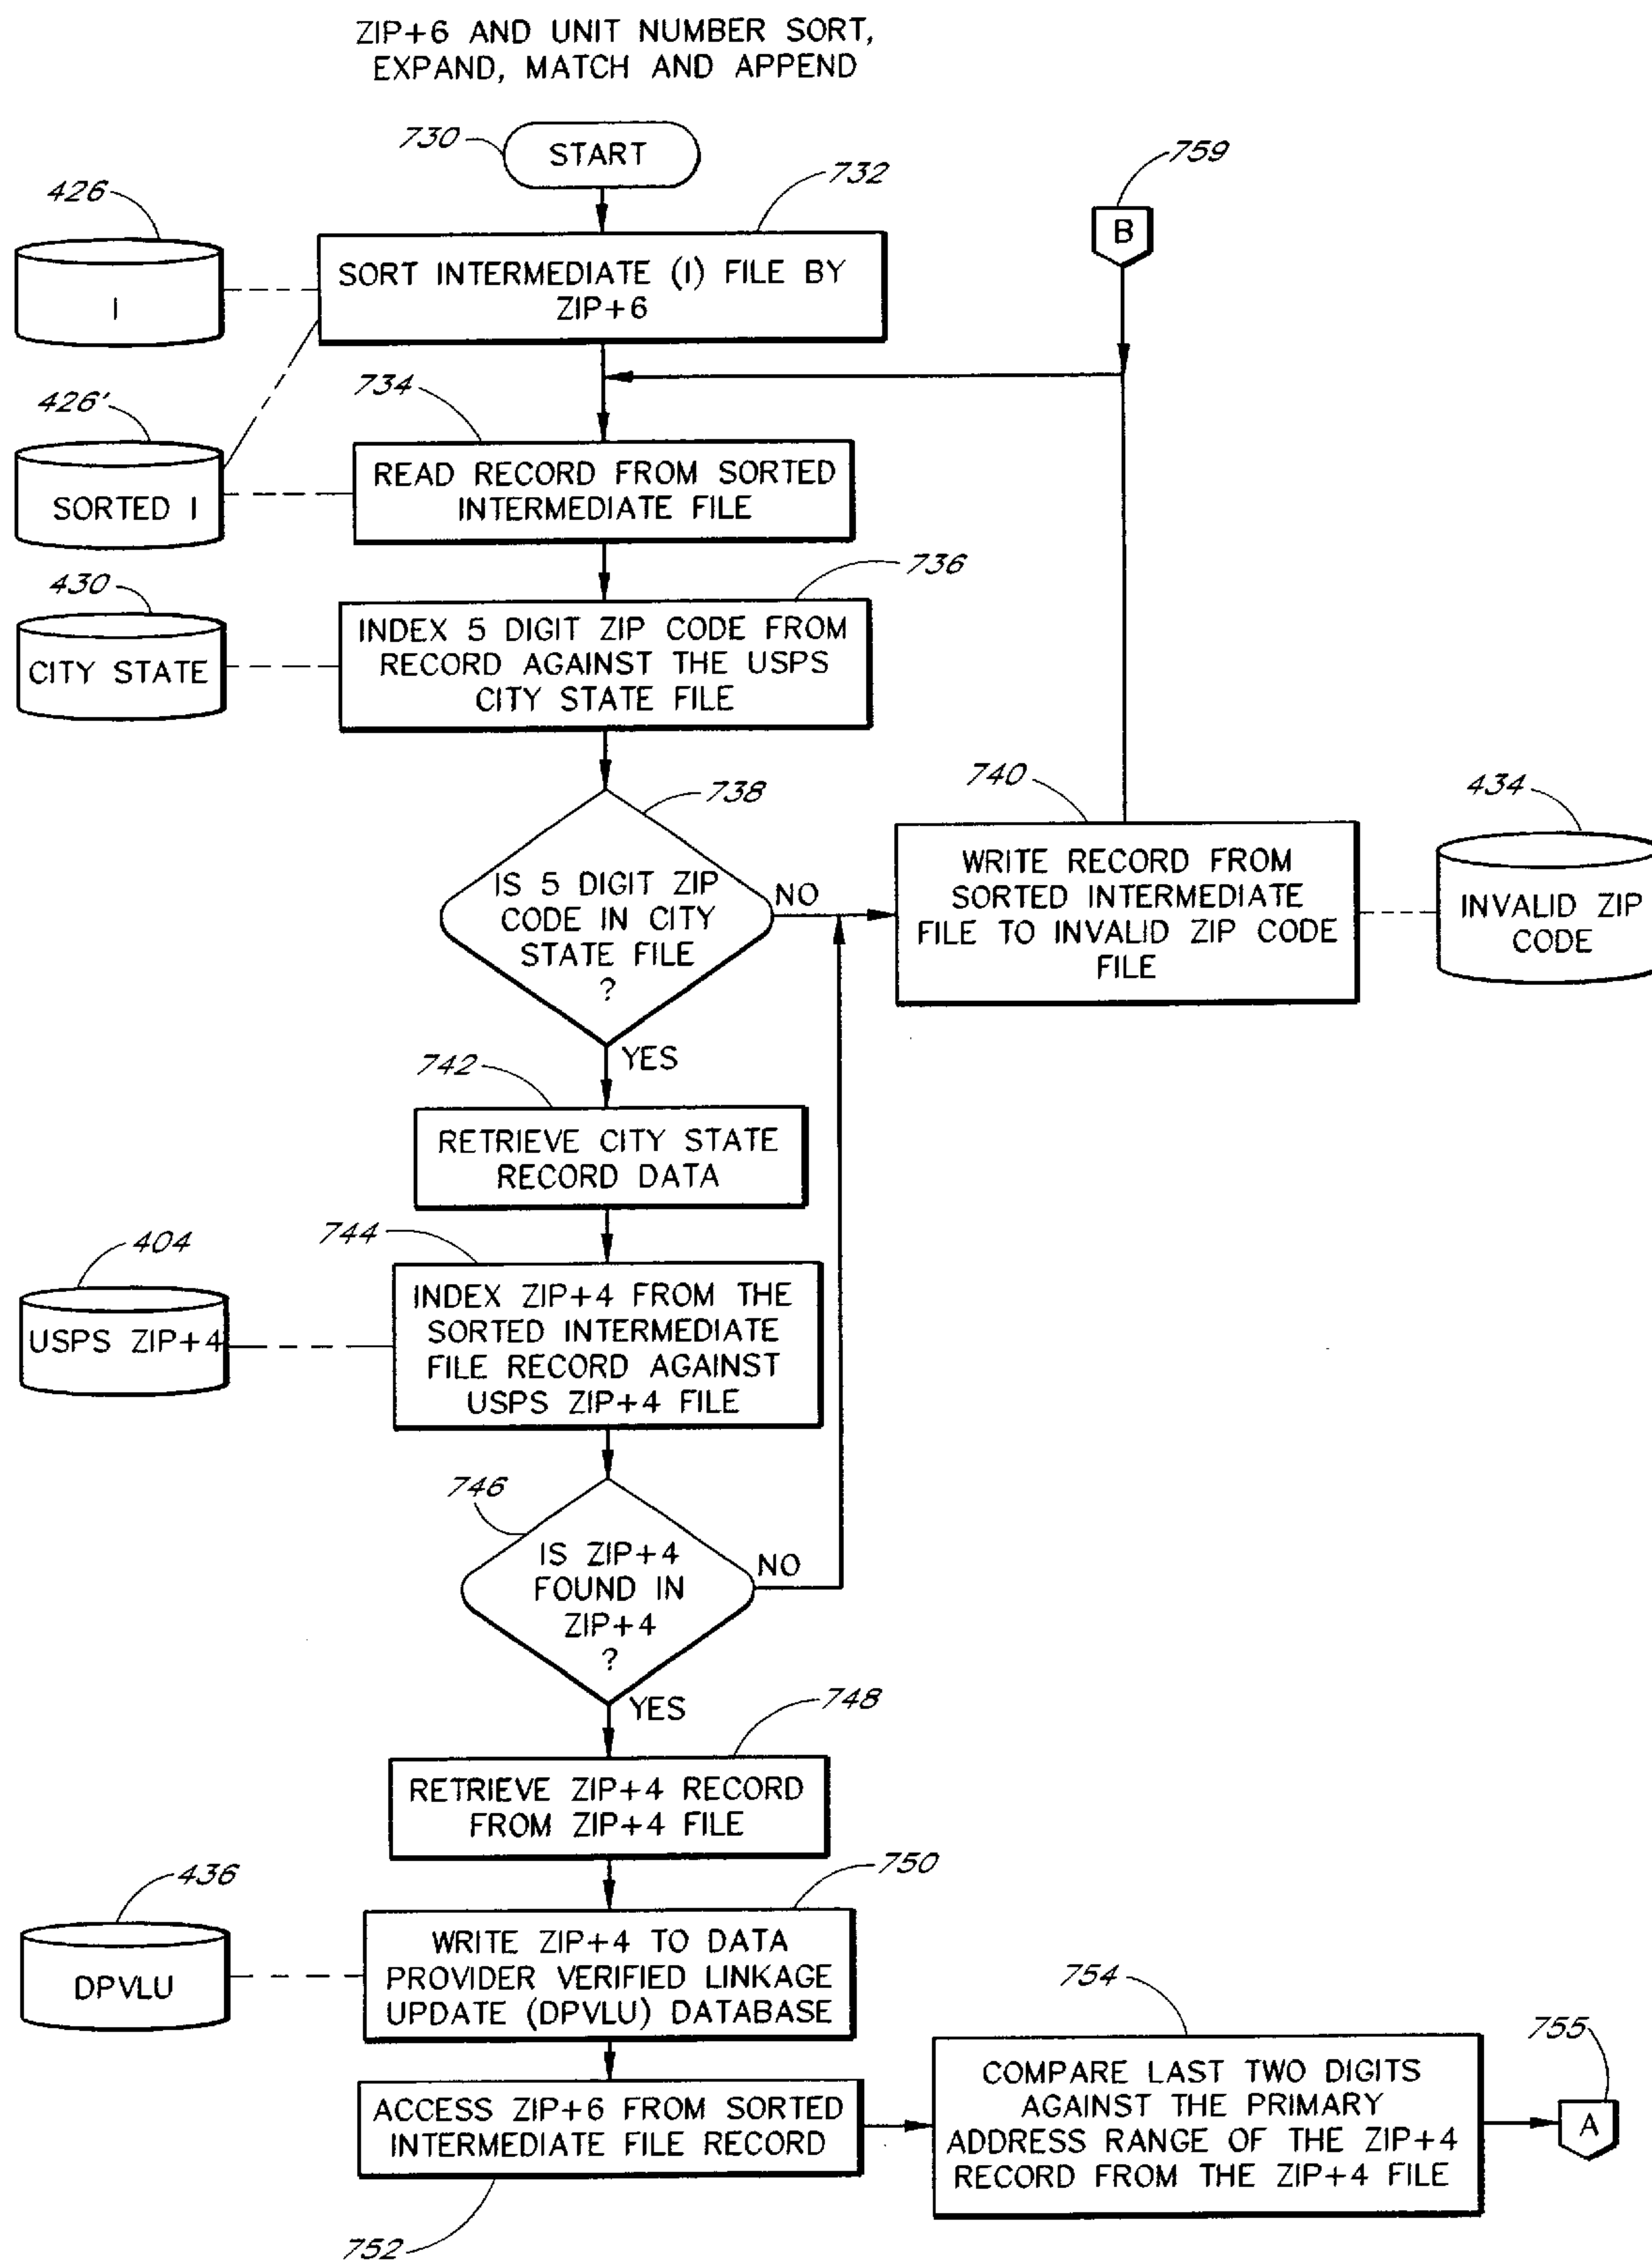 ZIP+6 AND UNIT NUMBER SORT,
EXPAND, MATCH AND APPEND
730
START
759
B
732
426
I
SORT INTERMEDIATE (I) FILE BY
ZIP+6
734
426'
SORTED I
READ RECORD FROM SORTED
INTERMEDIATE FILE
736
430
CITY STATE
INDEX 5 DIGIT ZIP CODE FROM
RECORD AGAINST THE USPS
CITY STATE FILE
738
IS 5 DIGIT ZIP
CODE IN CITY
STATE FILE
?
NO
740
WRITE RECORD FROM
SORTED INTERMEDIATE
FILE TO INVALID ZIP CODE
FILE
434
INVALID ZIP
CODE
YES
742
RETRIEVE CITY STATE
RECORD DATA
744
404
USPS ZIP+4
INDEX ZIP+4 FROM THE
SORTED INTERMEDIATE
FILE RECORD AGAINST
USPS ZIP+4 FILE
746
IS ZIP+4
FOUND IN
ZIP+4
?
NO
YES
748
RETRIEVE ZIP+4 RECORD
FROM ZIP+4 FILE
750
436
DPVLU
WRITE ZIP+4 TO DATA
PROVIDER VERIFIED LINKAGE
UPDATE (DPVLU) DATABASE
752
ACCESS ZIP+6 FROM SORTED
INTERMEDIATE FILE RECORD
754
COMPARE LAST TWO DIGITS
AGAINST THE PRIMARY
ADDRESS RANGE OF THE ZIP+4
RECORD FROM THE ZIP+4 FILE
755
A